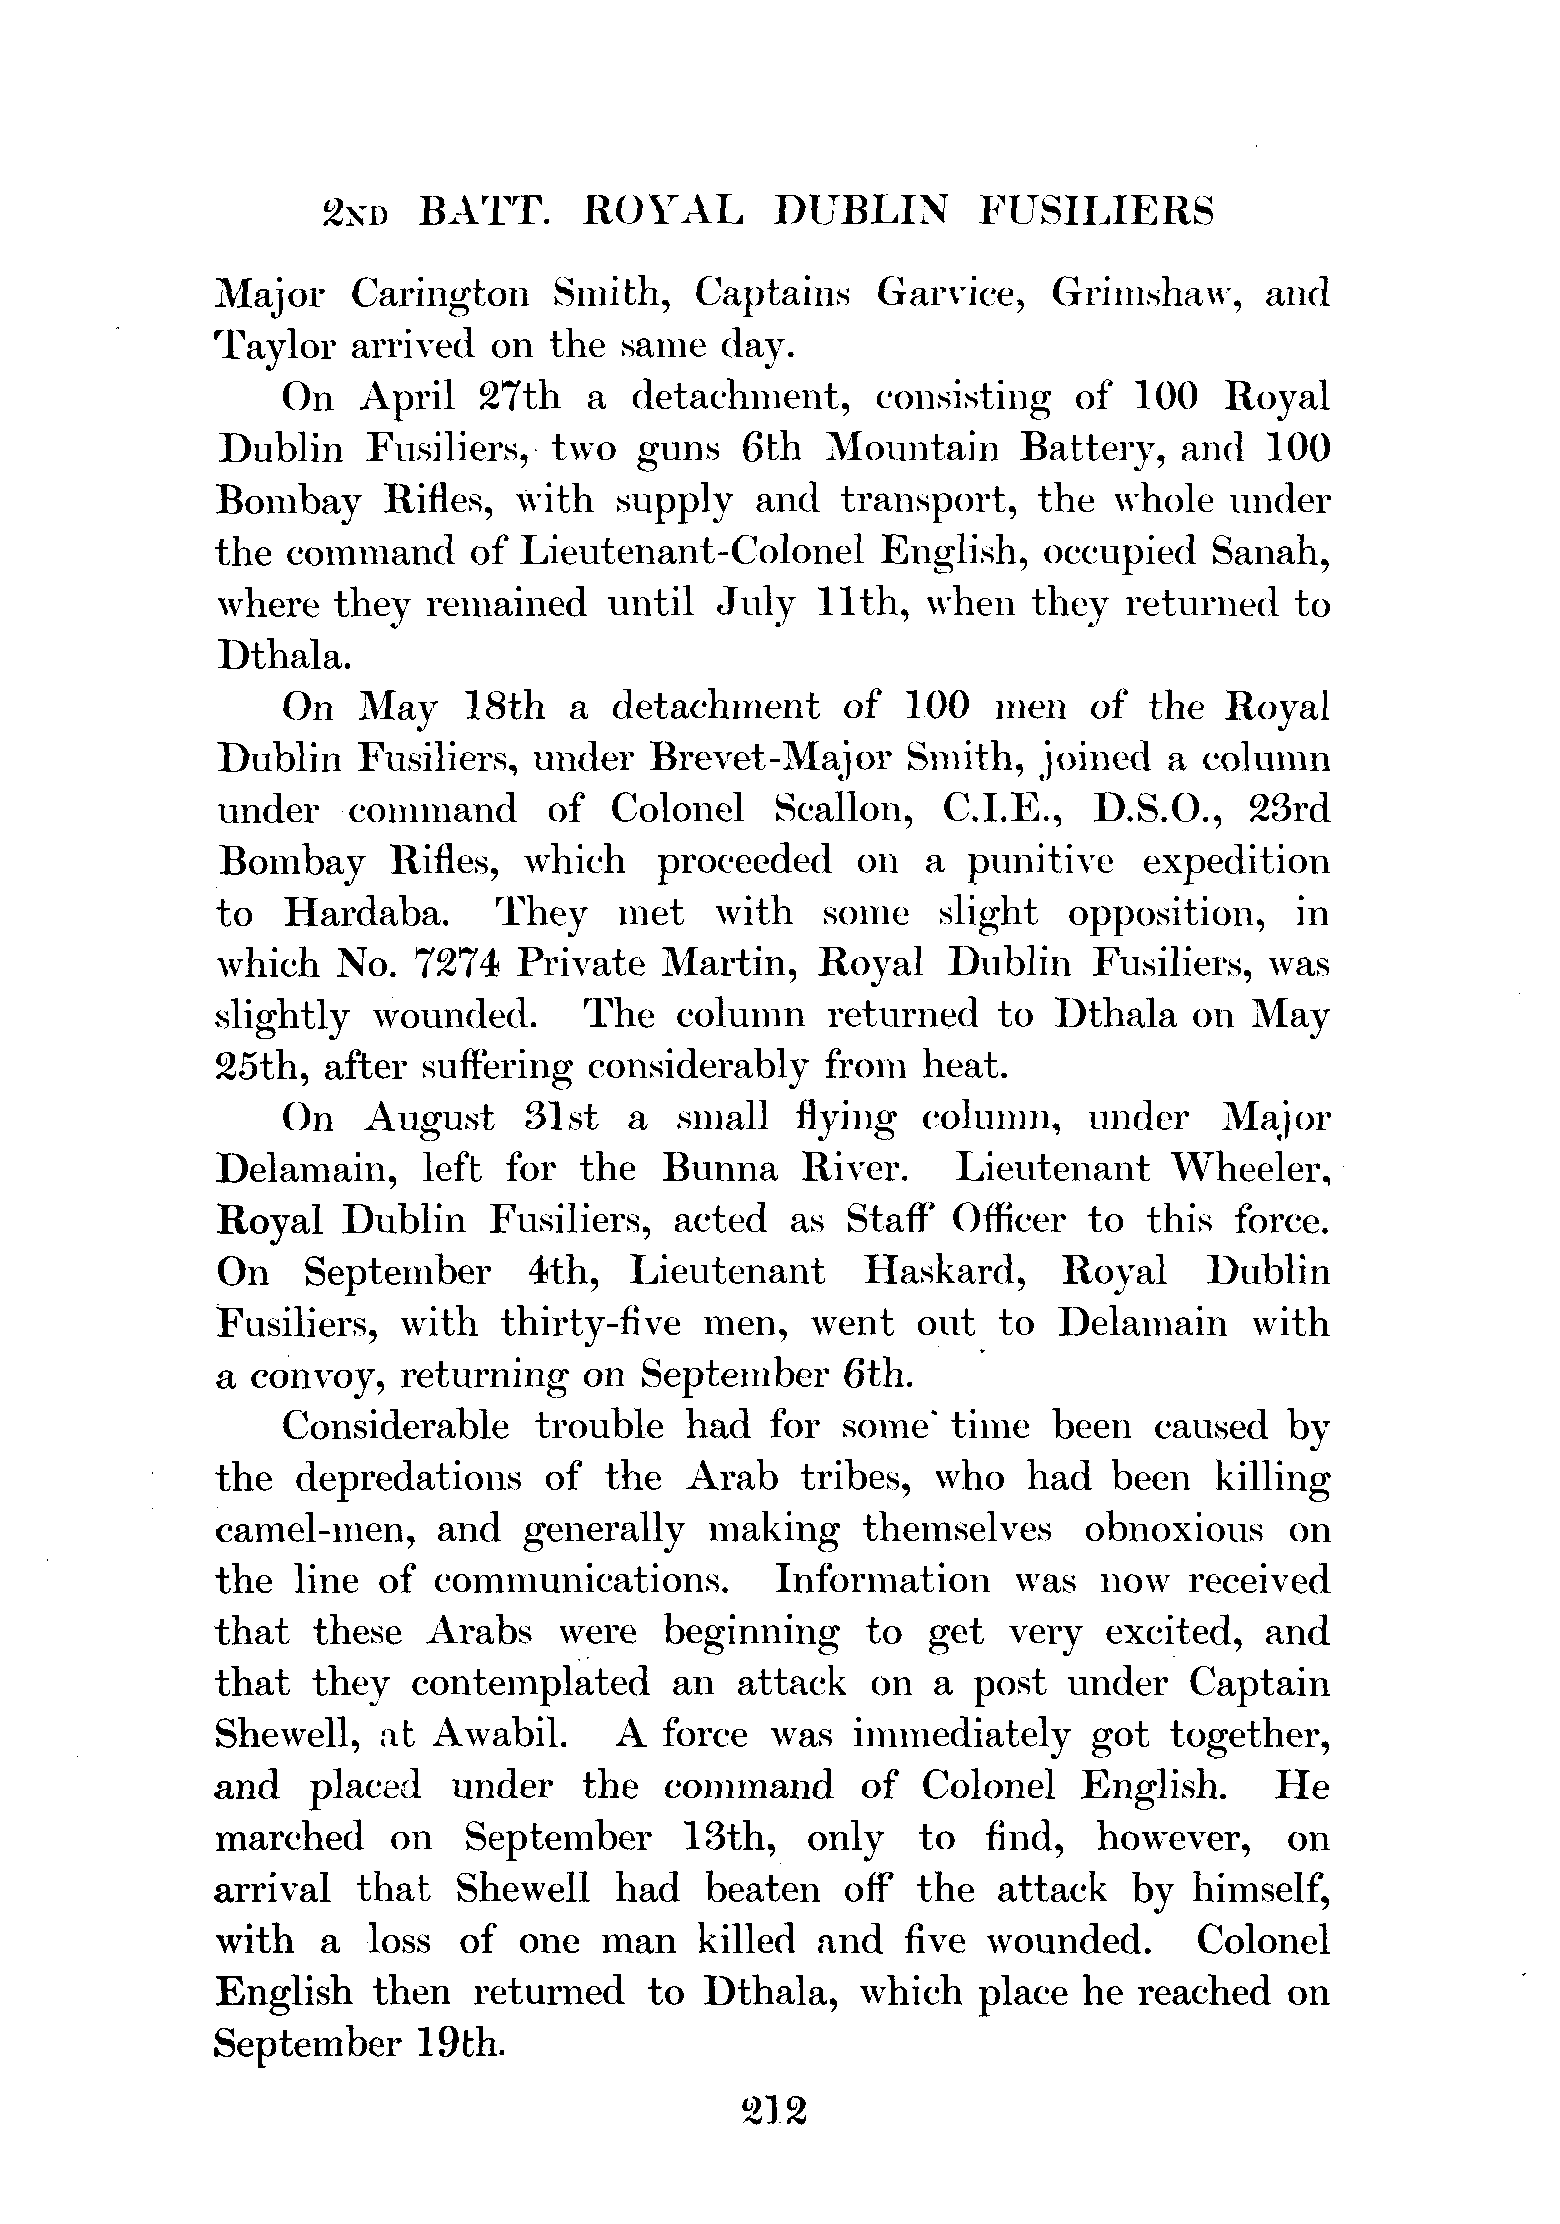 2ND BATT. ROYAL DUBLIN FUSILIERS
Major Carington Smith, Captains Garvice, Grimshaw, and
Taylor arrived on the same day.
On April 27th a detachment, consisting of 100 Royal
Dublin Fusiliers, two guns 6th Mountain Battery, and 100
Bombay Rifles, with supply and transport, the whole under
the command of Lieutenant-Colonel English, occupied Sanah,
where they remained until July 11th, when they returned to
Dthala.
On May 18th a detachment of 100 men of the Royal
Dublin Fusiliers, under Brevet-Major Smith, joined a column
under command of Colonel Scallon, C.I.E., D.S.O., 23rd
Bombay Rifles, which proceeded on a punitive expedition
to Hardaba. They met with some slight opposition, in
which No. 7274 Private Martin, Royal Dublin Fusiliers, was
slightly wounded. The column returned to Dthala on May
25th, after suffering considerably from heat.
On August 31st a small flying column, under Major
Delamain, left for the Bunna River. Lieutenant Wheeler,
Royal Dublin Fusiliers, acted as Staff Officer to this force.
On September 4th, Lieutenant Haskard, Royal Dublin
Fusiliers, with thirty-five men, went out to Delamain with
a convoy, returning on September 6th.
Considerable trouble had for some time been caused by
the depredations of the Arab tribes, who had been killing
camel-men, and generally making themselves obnoxious on
the line of communications. Information was now received
that these Arabs were beginning to get very excited, and
that they contemplated an attack on a post under Captain
Shewell, at Awabil. A force was immediately got together,
and placed under the command of Colonel English. He
marched on September 13th, only to find, however, on
arrival that Shewell had beaten off the attack by himself,
with a loss of one man killed and five wounded. Colonel
English then returned to Dthala, which place he reached on
September 19th.
212